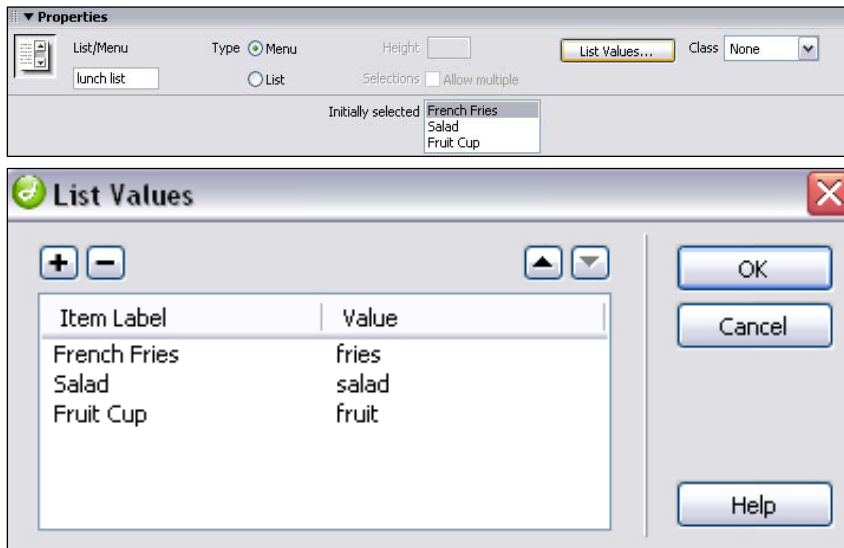 Properties
List/Menu Type Menu Height List Values... Class None
lunch list List Selections Allow multiple
Initially selected French Fries
Salad
Fruit Cup
List Values
OK
Item Label Value Cancel
French Fries fries
Salad salad
Fruit Cup fruit
Help